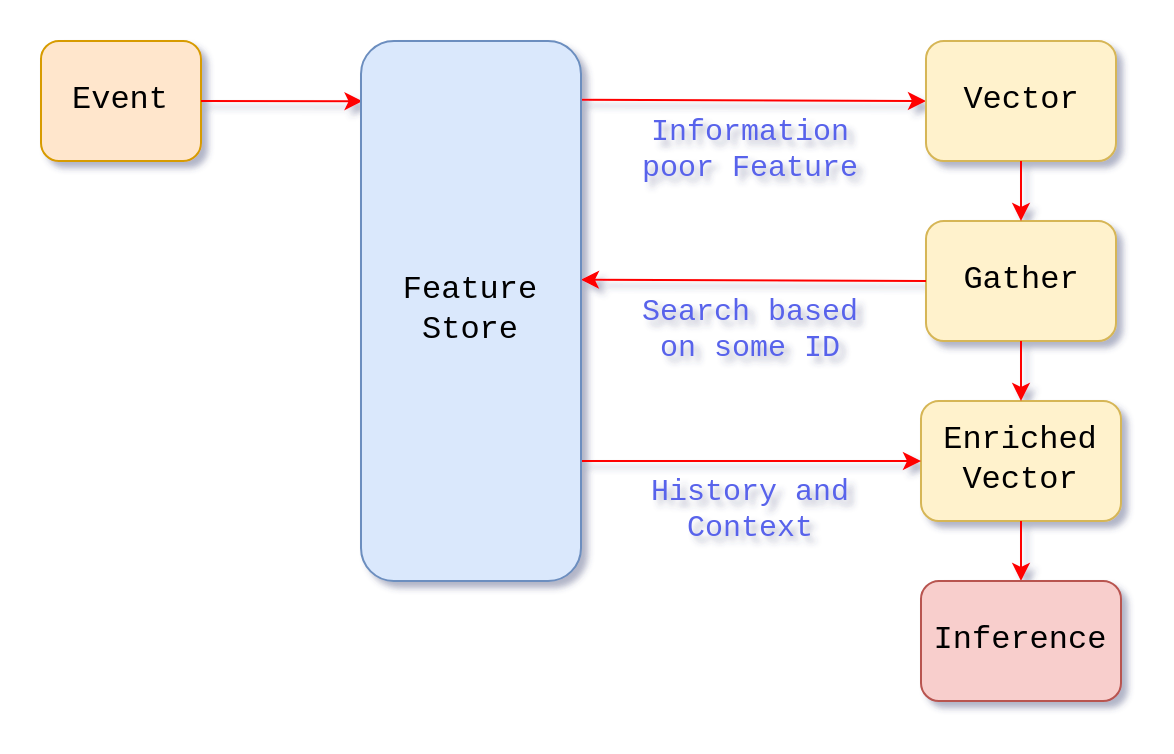 Event
Vector
Information
poor Feature
Gather
Feature
Store
Search based
on some ID
Enriched
Vector
History and
Context
Inference